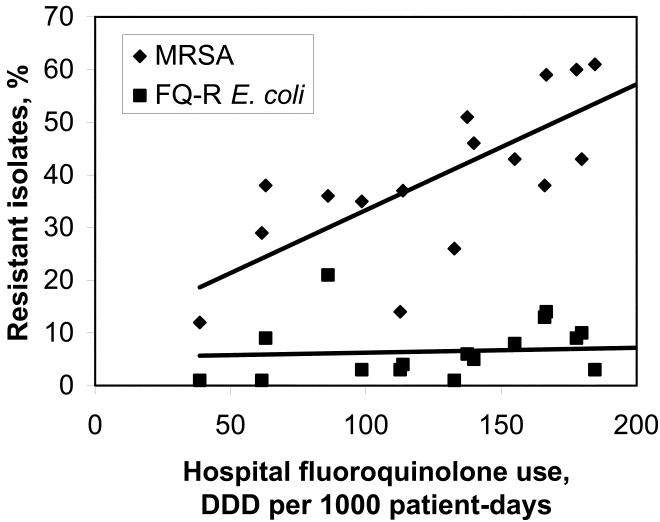 70
60
50
40
30
20
10
0
Resistant isolates, %
MRSA
FQ-R E. coli
0 50 100 150 200
Hospital fluoroquinolone use,
DDD per 1000 patient-days